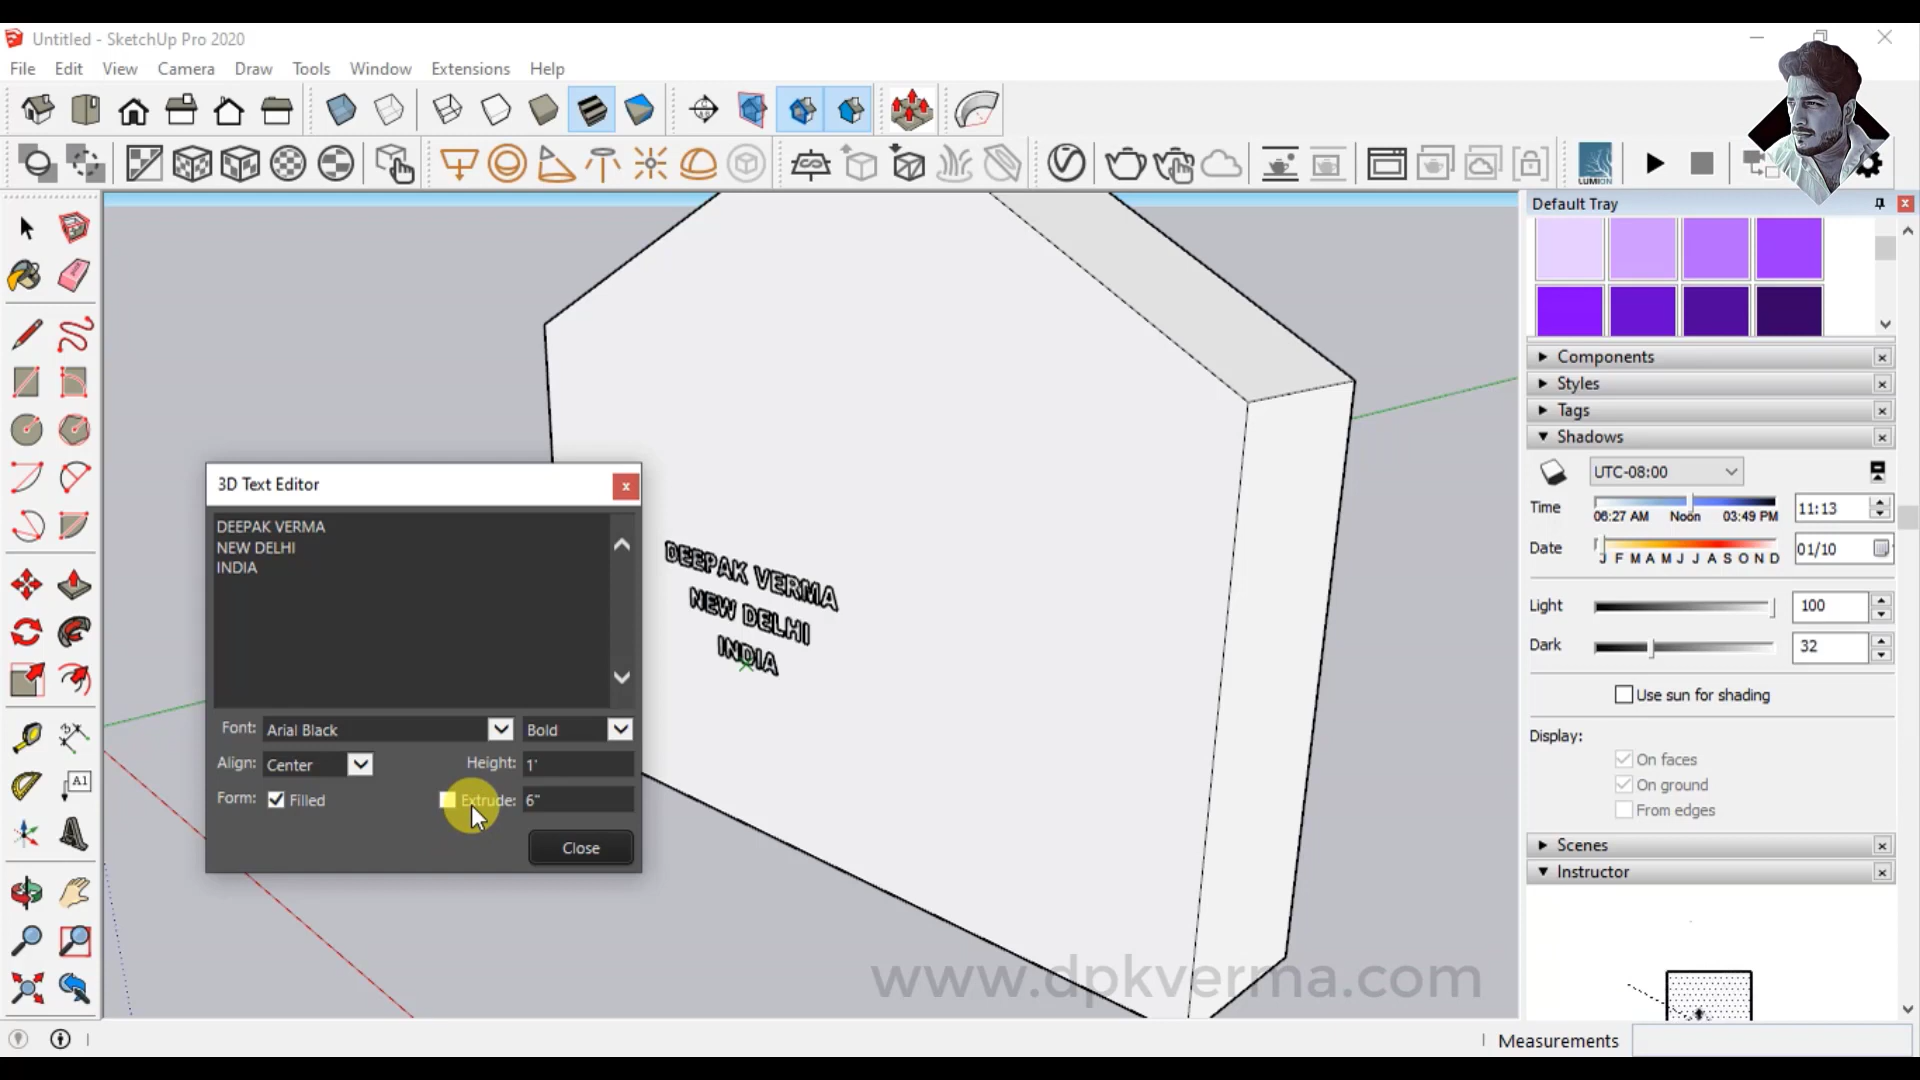 Untitled - SketchUp Pro 2020
File Edit View Camera Draw Tools Window Extensions Help
LUMION
Default Tray
Components
Styles
Tags
Shadows
UTC-08:00
Time 11:13
06:27 AM Noon 03:49 PM
Date 01/10
J F M A M J J A S O N D
Light 100
Dark 32
Use sun for shading
Display:
On faces
On ground
From edges
Scenes
Instructor
3D Text Editor
DEEPAK VERMA
NEW DELHI
INDIA
Font: Arial Black Bold
Align: Center Height: 1'
Form: Filled Extrude: 6"
Close
DEEPAK VERMA
NEW DELHI
INDIA
A1
www.dpkverma.com
Measurements